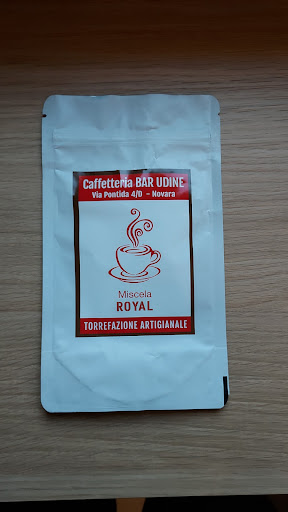 Caffetteria BAR UDINE
Via Pontida 4/D - Novara
Miscela
ROYAL
TORREFAZIONE ARTIGIANALE